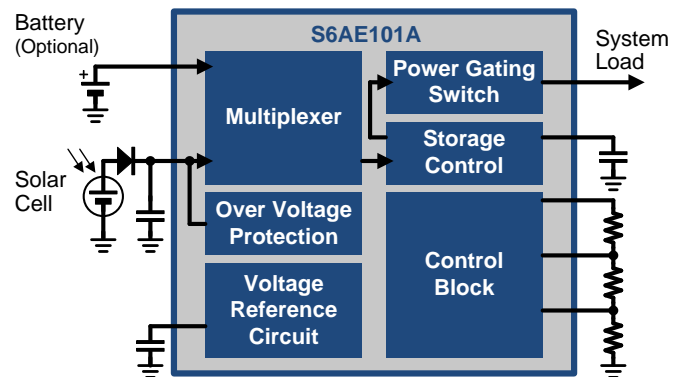 Battery
(Optional)
+
Solar
Cell
S6AE101A
Multiplexer
Over Voltage
Protection
Voltage
Reference
Circuit
Power Gating
Switch
Storage
Control
Control
Block
System
Load